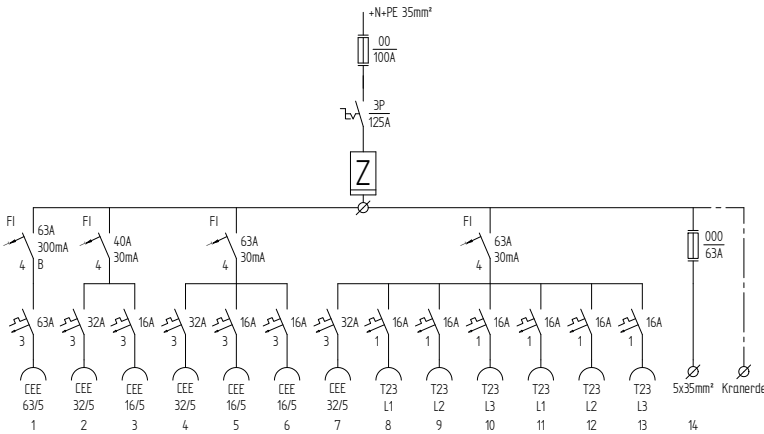 +N+PE 35mm²
00
100A
3P
125A
Z
FI
63A
300mA
4
B
FI
40A
30mA
4
FI
63A
30mA
4
FI
63A
30mA
4
000
63A
63A
3
32A
3
16A
3
32A
3
16A
3
16A
3
32A
3
16A
1
16A
1
16A
1
16A
1
16A
1
16A
1
CEE CEE CEE CEE CEE CEE CEE T23 T23 T23 T23 T23 T23 5x35mm² Kranerde
63/5 32/5 16/5 32/5 16/5 16/5 32/5 L1 L2 L3 L1 L2 L3
1 2 3 4 5 6 7 8 9 10 11 12 13 14